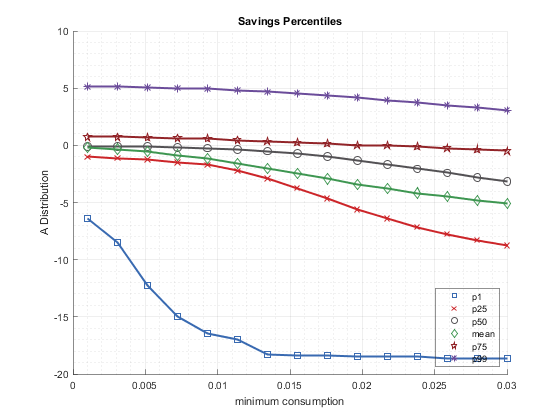 Savings Percentiles
A Distribution
10
5
0
-5
-10
-15
-20
0
0.005
0.01
0.015
0.02
0.025
0.03
minimum consumption
p1
p25
p50
mean
p75
p99